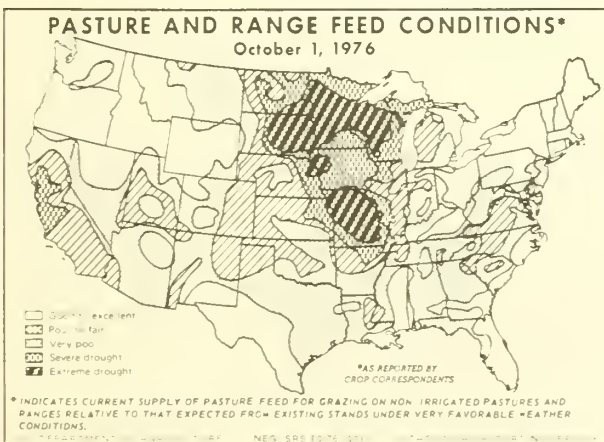 PASTURE AND RANGE FEED CONDITIONS*
October 1, 1976
excellent
fair
Very poor
Severe drought
Extreme drought
*AS REPORTED BY
CROP CORRESPONDENTS
* INDICATES CURRENT SUPPLY OF PASTURE FEED FOR GRAZING ON NON IRRIGATED PASTURES AND
RANGES RELATIVE TO THAT EXPECTED FROM EXISTING STANDS UNDER VERY FAVORABLE WEATHER
CONDITIONS.
NEG. SRS